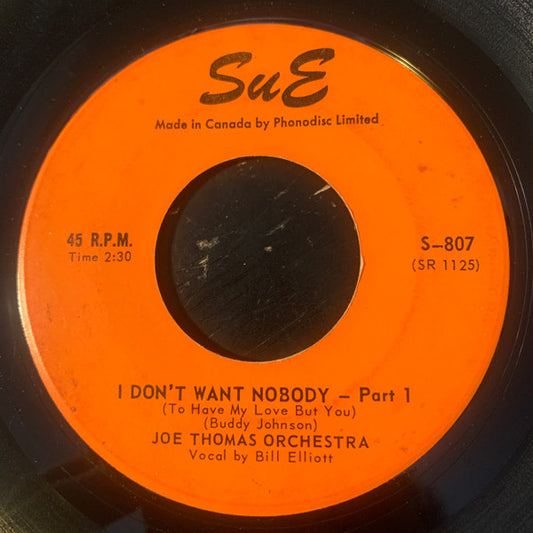 SuE
Made in Canada by Phonodisc Limited
45 R.P.M.
Time 2:30
S-807
(SR 1125)
I DON'T WANT NOBODY – Part 1
(To Have My Love But You)
(Buddy Johnson)
JOE THOMAS ORCHESTRA
Vocal by Bill Elliott